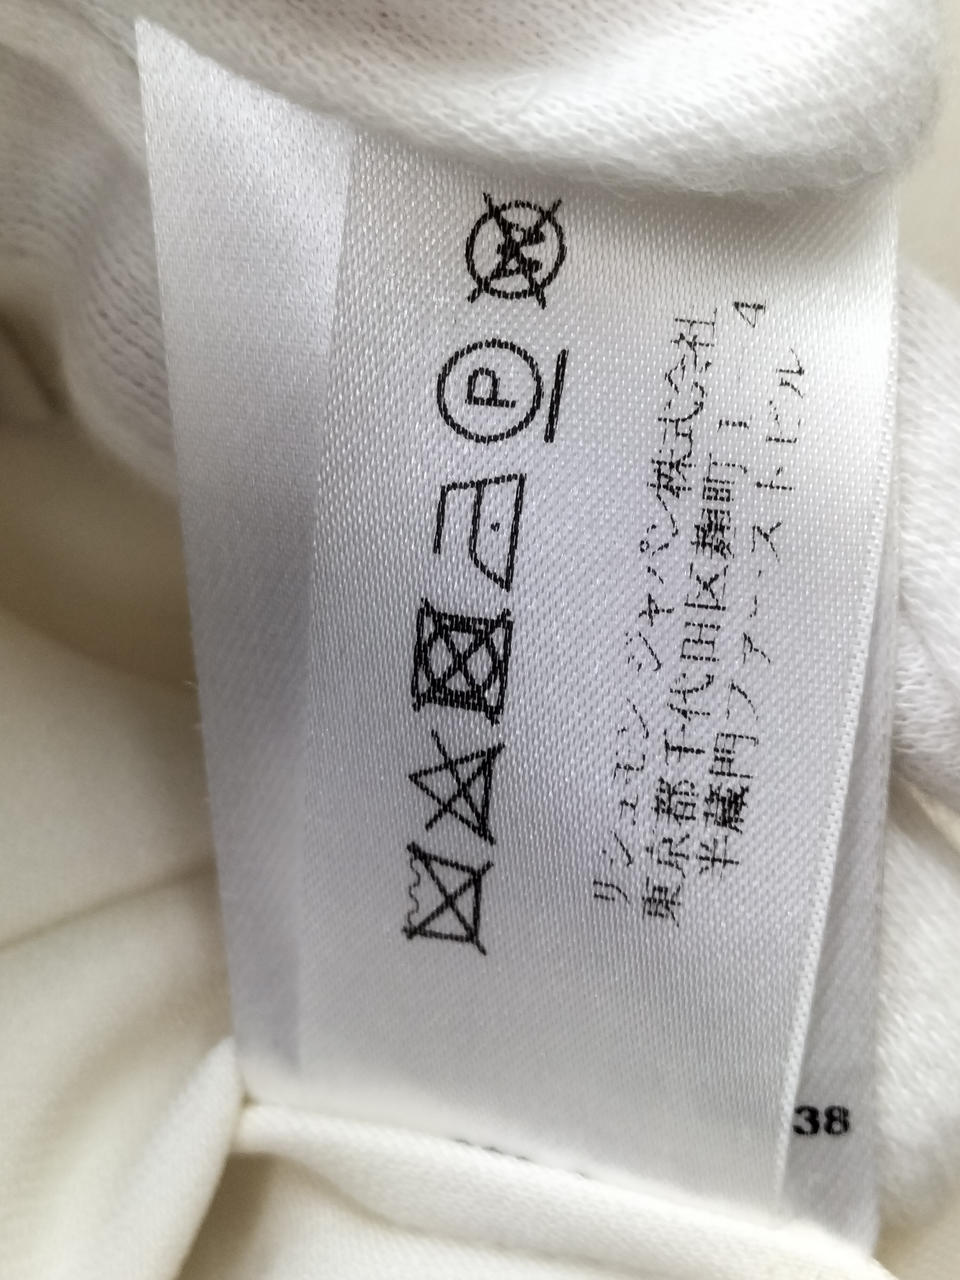 P W
リシュモン ジャパン株式会社
東京都千代田区麹町1－4
半蔵門ファーストビル
38